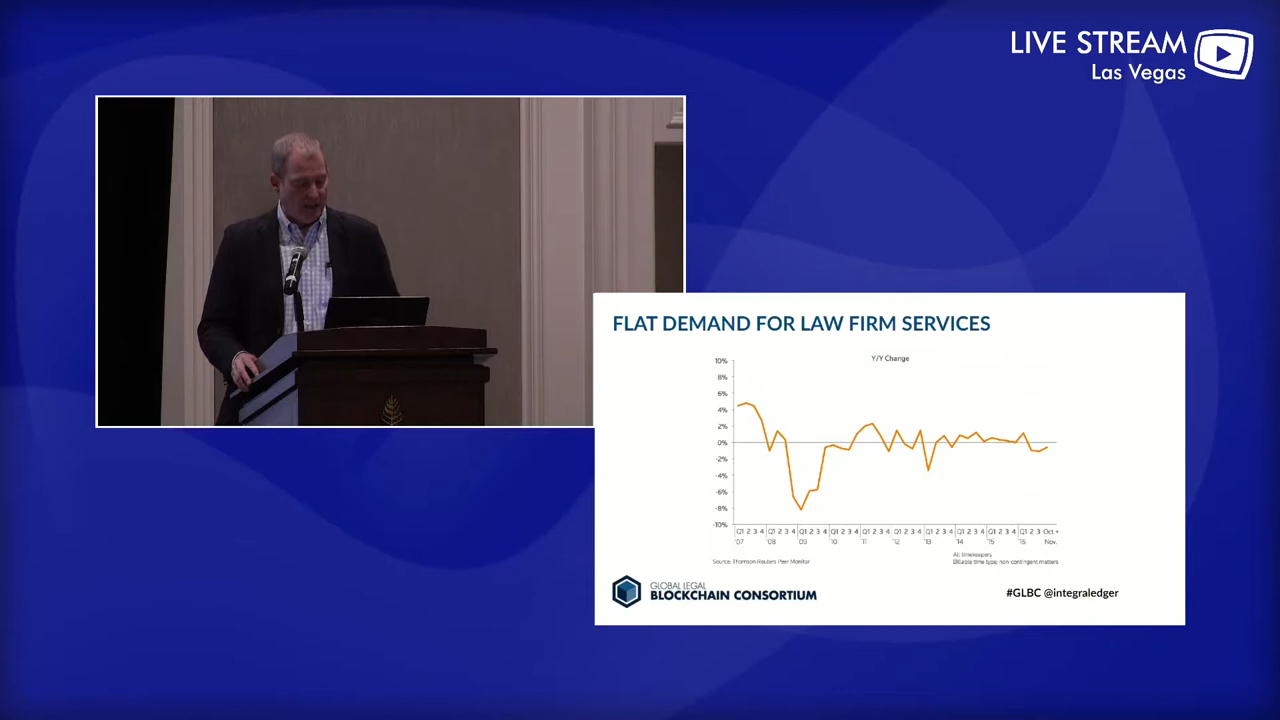 LIVE STREAM
Las Vegas
FLAT DEMAND FOR LAW FIRM SERVICES
Y/Y Change
10%
8%
6%
4%
2%
0%
-2%
-4%
-6%
-8%
-10%
Q1 2 3 4 Q1 2 3 4 Q1 2 3 4 Q1 2 3 4 Q1 2 3 4 Q1 2 3 4 Q1 2 3 4 Q1 2 3 4 Q1 2 3 4 Q1 2 3 Oct +
'07 '08 '09 '10 '11 '12 '13 '14 '15 '16 Nov.
All timekeepers
Source: Thomson Reuters Peer Monitor
Billable time type; non-contingent matters
GLOBAL LEGAL
BLOCKCHAIN CONSORTIUM
#GLBC @integraledger